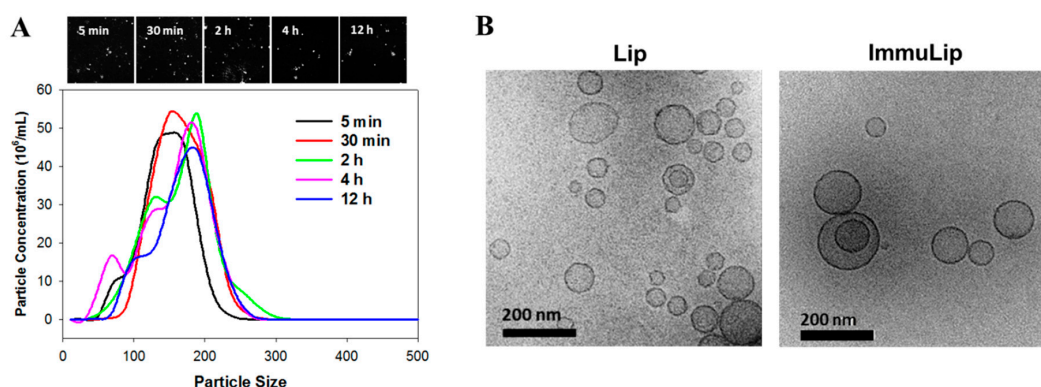 A
5 min 30 min 2 h 4 h 12 h
Particle Concentration (10⁶/mL)
60
50
40
30
20
10
0
5 min
30 min
2 h
4 h
12 h
0 100 200 300 400 500
Particle Size
B
Lip ImmuLip
200 nm 200 nm